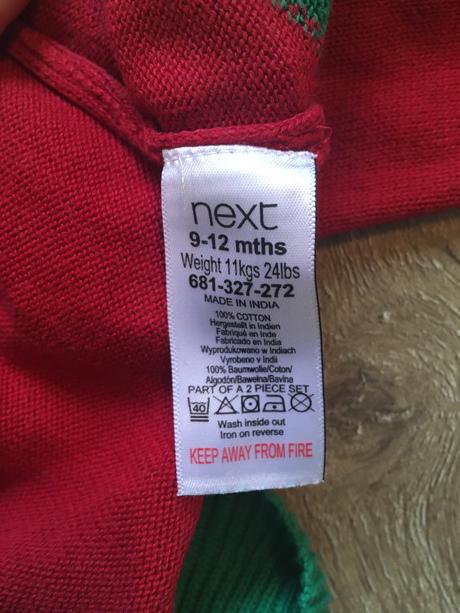 next
9-12 mths
Weight 11kgs 24lbs
681-327-272
MADE IN INDIA
100% COTTON
Hergestellt in Indien
Fabriqué en Inde
Fabricado en India
Wyprodukowano w Indiach
Vyrobeno v Indii
100% Baumwolle/Coton/
Algodón/Bawełna/Bavlna
PART OF A 2 PIECE SET
40
Wash inside out
Iron on reverse
KEEP AWAY FROM FIRE